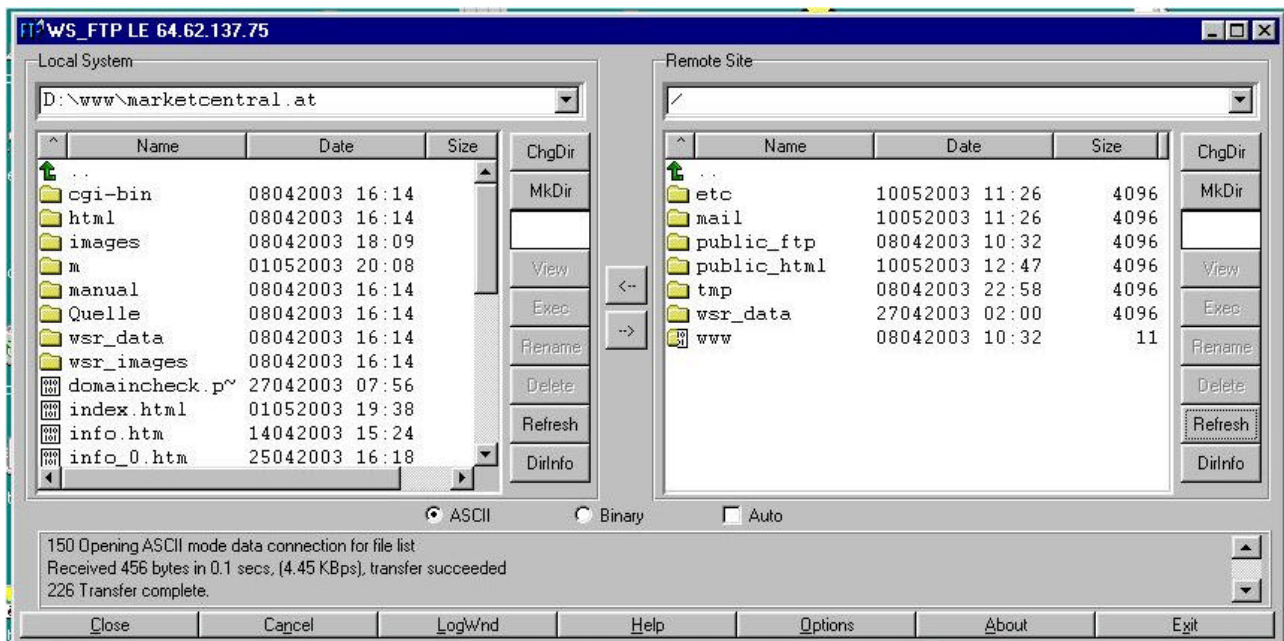 WS_FTP LE 64.62.137.75
Local System
D:\www\marketcentral.at
^ Name Date Size
..
cgi-bin 08042003 16:14
html 08042003 16:14
images 08042003 18:09
m 01052003 20:08
manual 08042003 16:14
Quelle 08042003 16:14
wsr_data 08042003 16:14
wsr_images 08042003 16:14
domaincheck.p~ 27042003 07:56
index.html 01052003 19:38
info.htm 14042003 15:24
info_0.htm 25042003 16:18
ChgDir
MkDir
View
Exec
Rename
Delete
Refresh
DirInfo
<--
-->
Remote Site
/
^ Name Date Size
..
etc 10052003 11:26 4096
mail 10052003 11:26 4096
public_ftp 08042003 10:32 4096
public_html 10052003 12:47 4096
tmp 08042003 22:58 4096
wsr_data 27042003 02:00 4096
www 08042003 10:32 11
ChgDir
MkDir
View
Exec
Rename
Delete
Refresh
DirInfo
ASCII Binary Auto
150 Opening ASCII mode data connection for file list
Received 456 bytes in 0.1 secs, (4.45 KBps), transfer succeeded
226 Transfer complete.
Close Cancel LogWnd Help Options About Exit